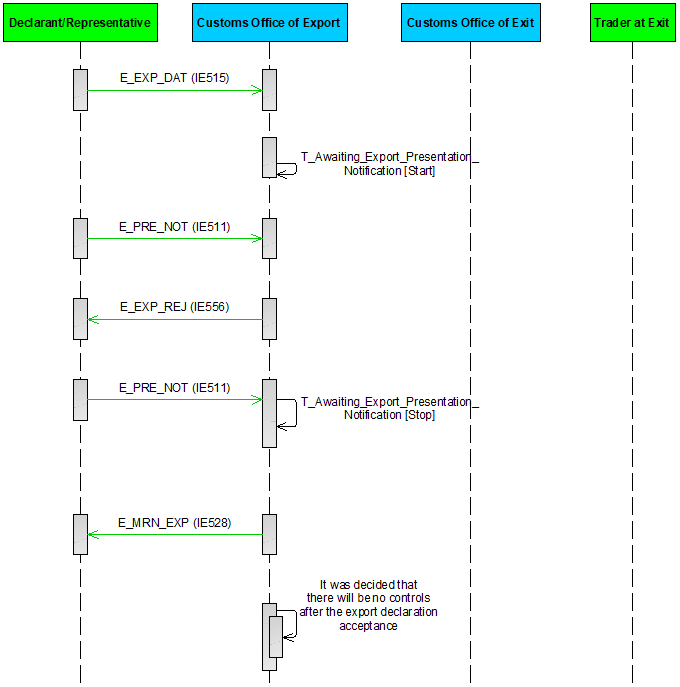 Declarant/Representative
Customs Office of Export
Customs Office of Exit
Trader at Exit
E_EXP_DAT (IE515)
T_Awaiting_Export_Presentation_
Notification [Start]
E_PRE_NOT (IE511)
E_EXP_REJ (IE556)
E_PRE_NOT (IE511)
T_Awaiting_Export_Presentation_
Notification [Stop]
E_MRN_EXP (IE528)
It was decided that
there will be no controls
after the export declaration
acceptance